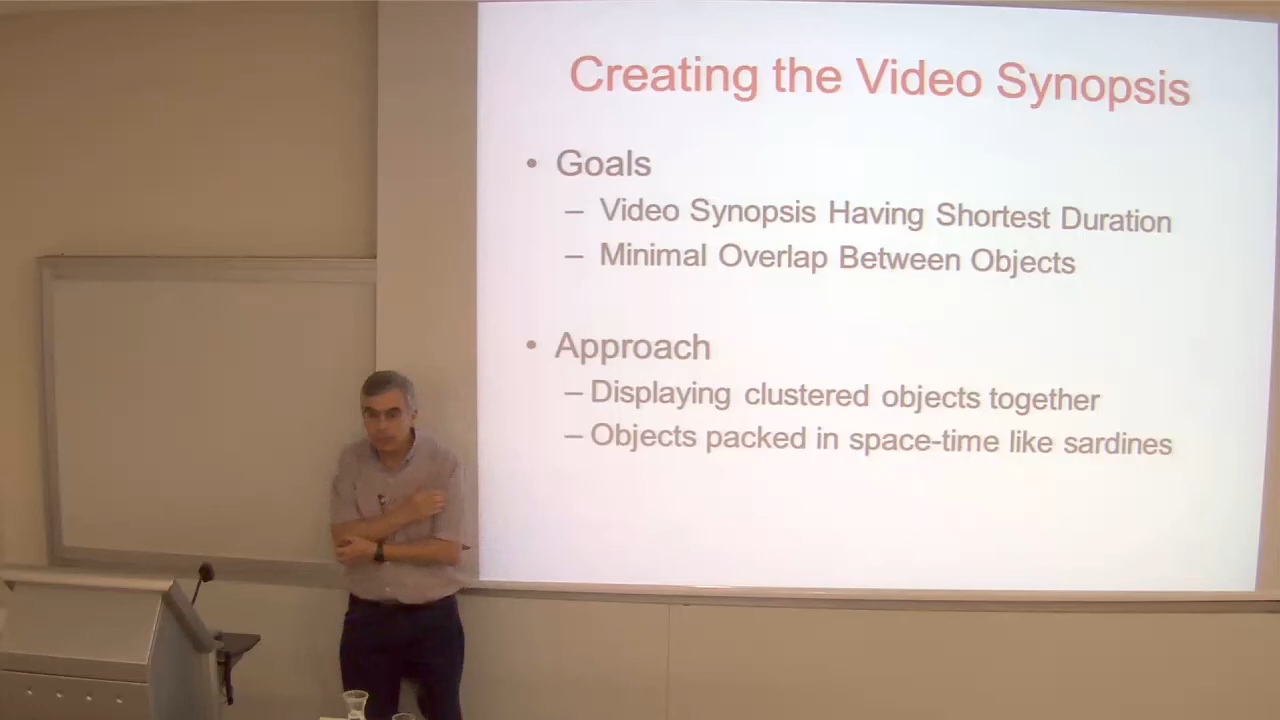 Creating the Video Synopsis
• Goals
– Video Synopsis Having Shortest Duration
– Minimal Overlap Between Objects
• Approach
– Displaying clustered objects together
– Objects packed in space-time like sardines